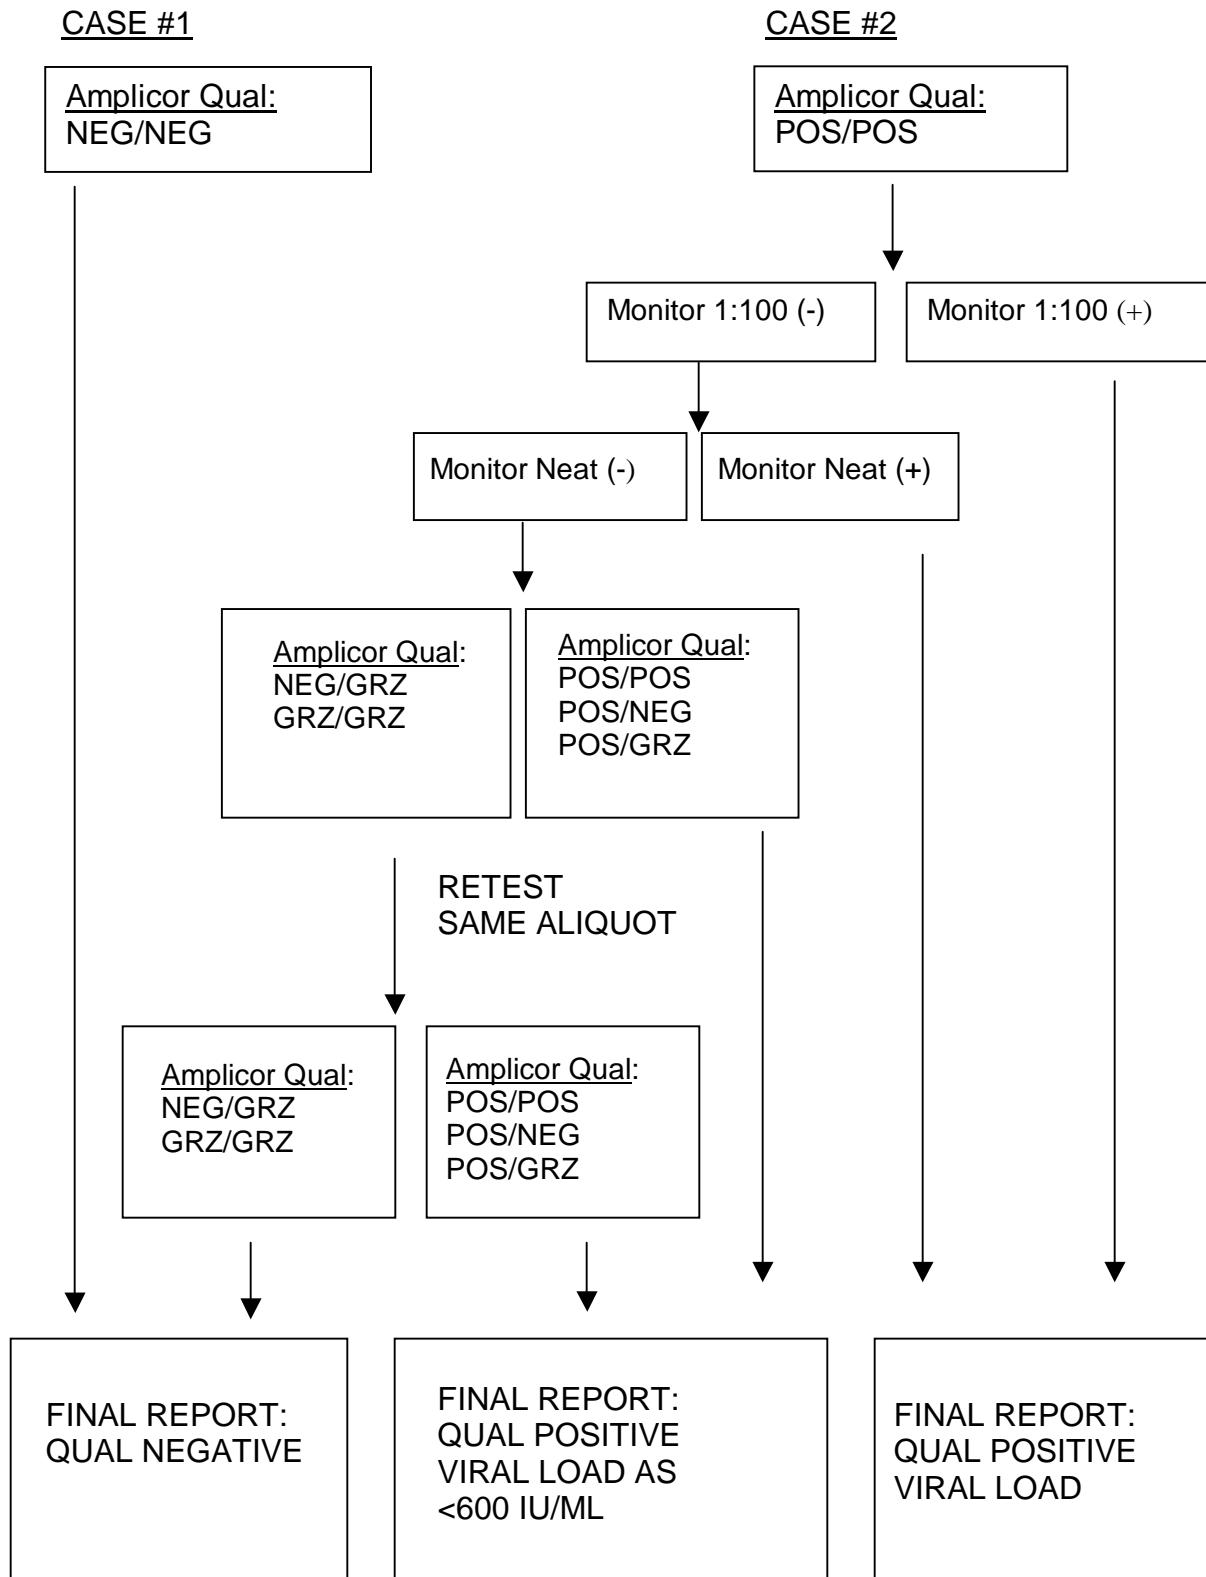 CASE #1
CASE #2
Amplicor Qual:
NEG/NEG
Amplicor Qual:
POS/POS
Monitor 1:100 (-)
Monitor 1:100 (+)
Monitor Neat (-)
Monitor Neat (+)
Amplicor Qual:
NEG/GRZ
GRZ/GRZ
Amplicor Qual:
POS/POS
POS/NEG
POS/GRZ
RETEST
SAME ALIQUOT
Amplicor Qual:
NEG/GRZ
GRZ/GRZ
Amplicor Qual:
POS/POS
POS/NEG
POS/GRZ
FINAL REPORT:
QUAL NEGATIVE
FINAL REPORT:
QUAL POSITIVE
VIRAL LOAD AS
<600 IU/ML
FINAL REPORT:
QUAL POSITIVE
VIRAL LOAD